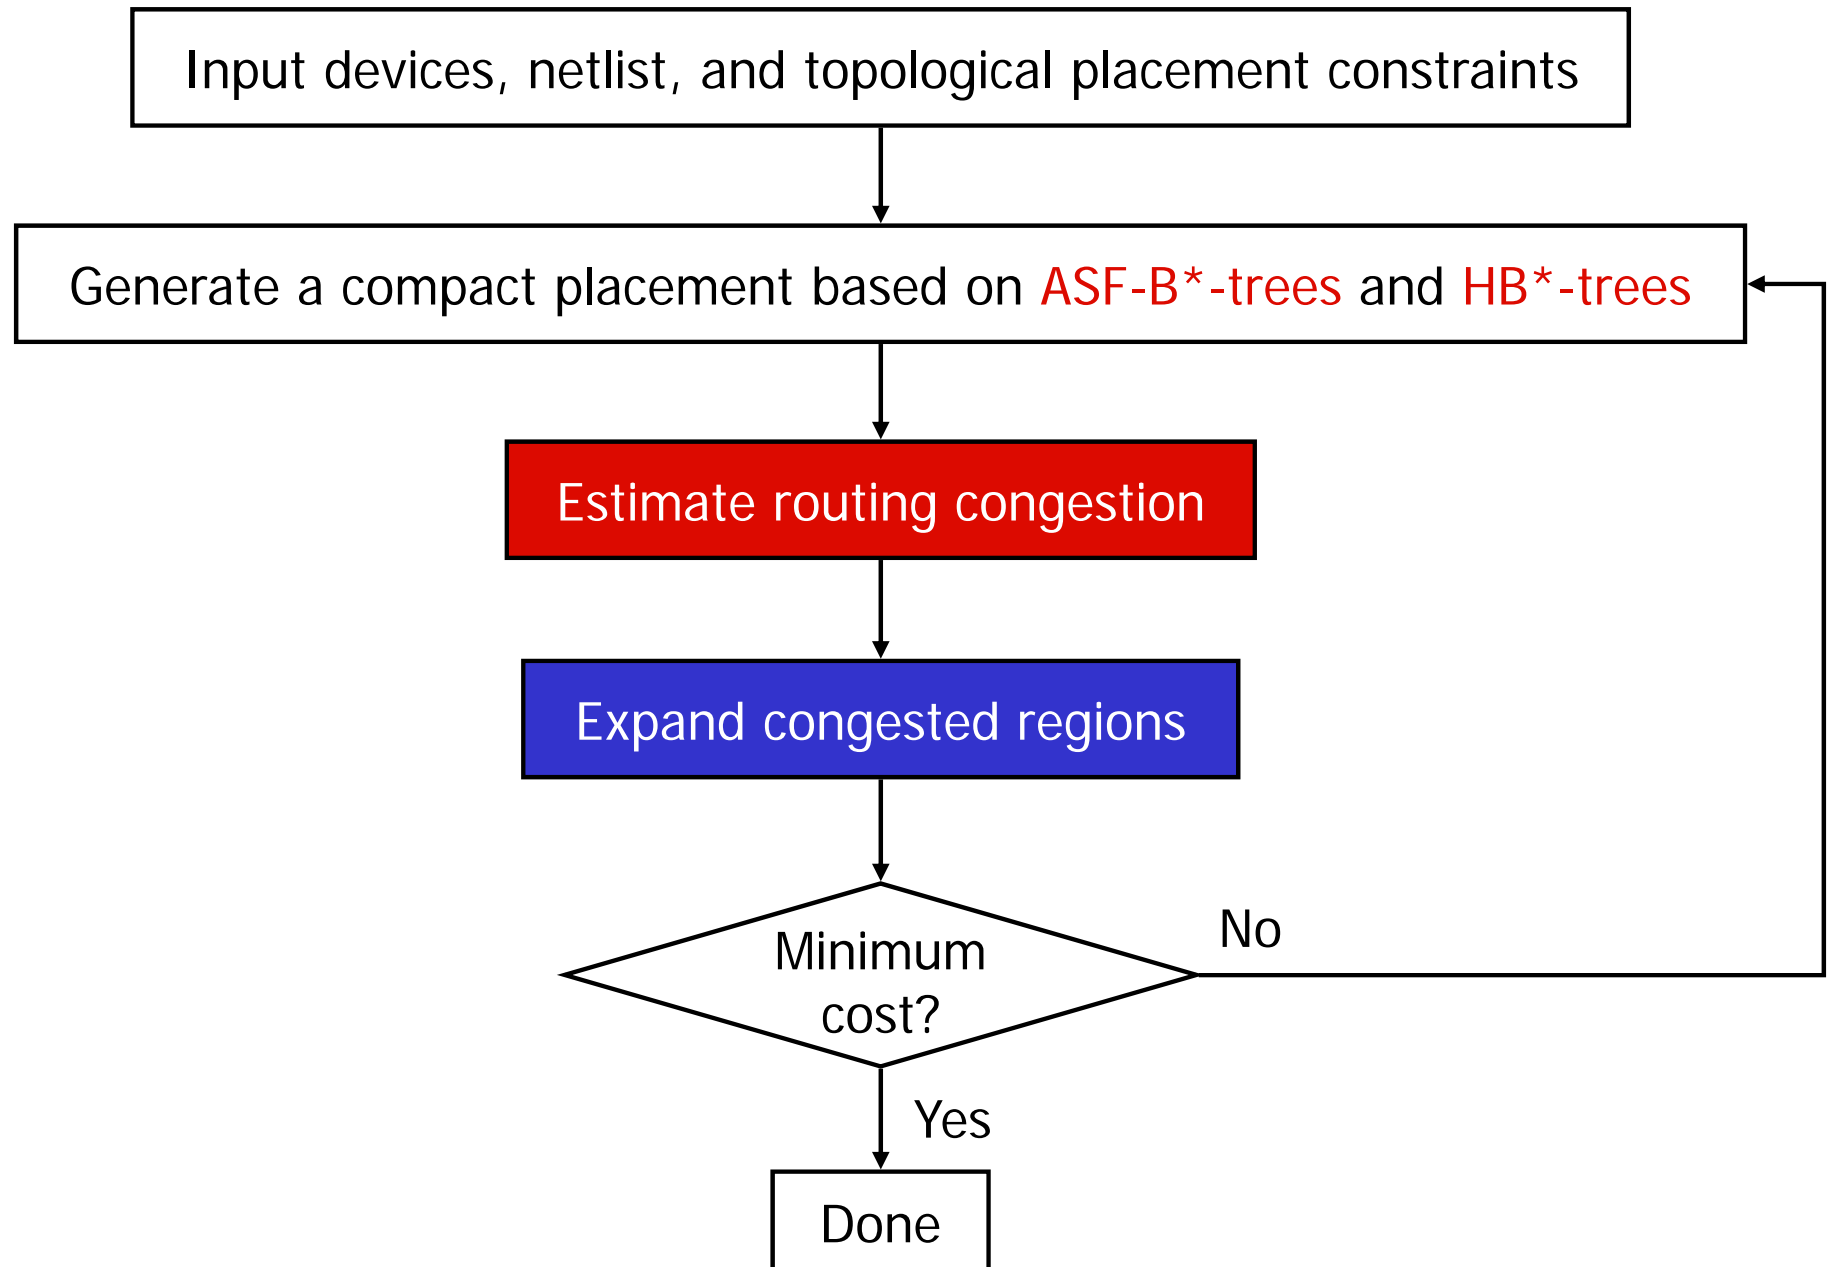 Input devices, netlist, and topological placement constraints
Generate a compact placement based on ASF-B*-trees and HB*-trees
Estimate routing congestion
Expand congested regions
Minimum
cost?
No
Yes
Done